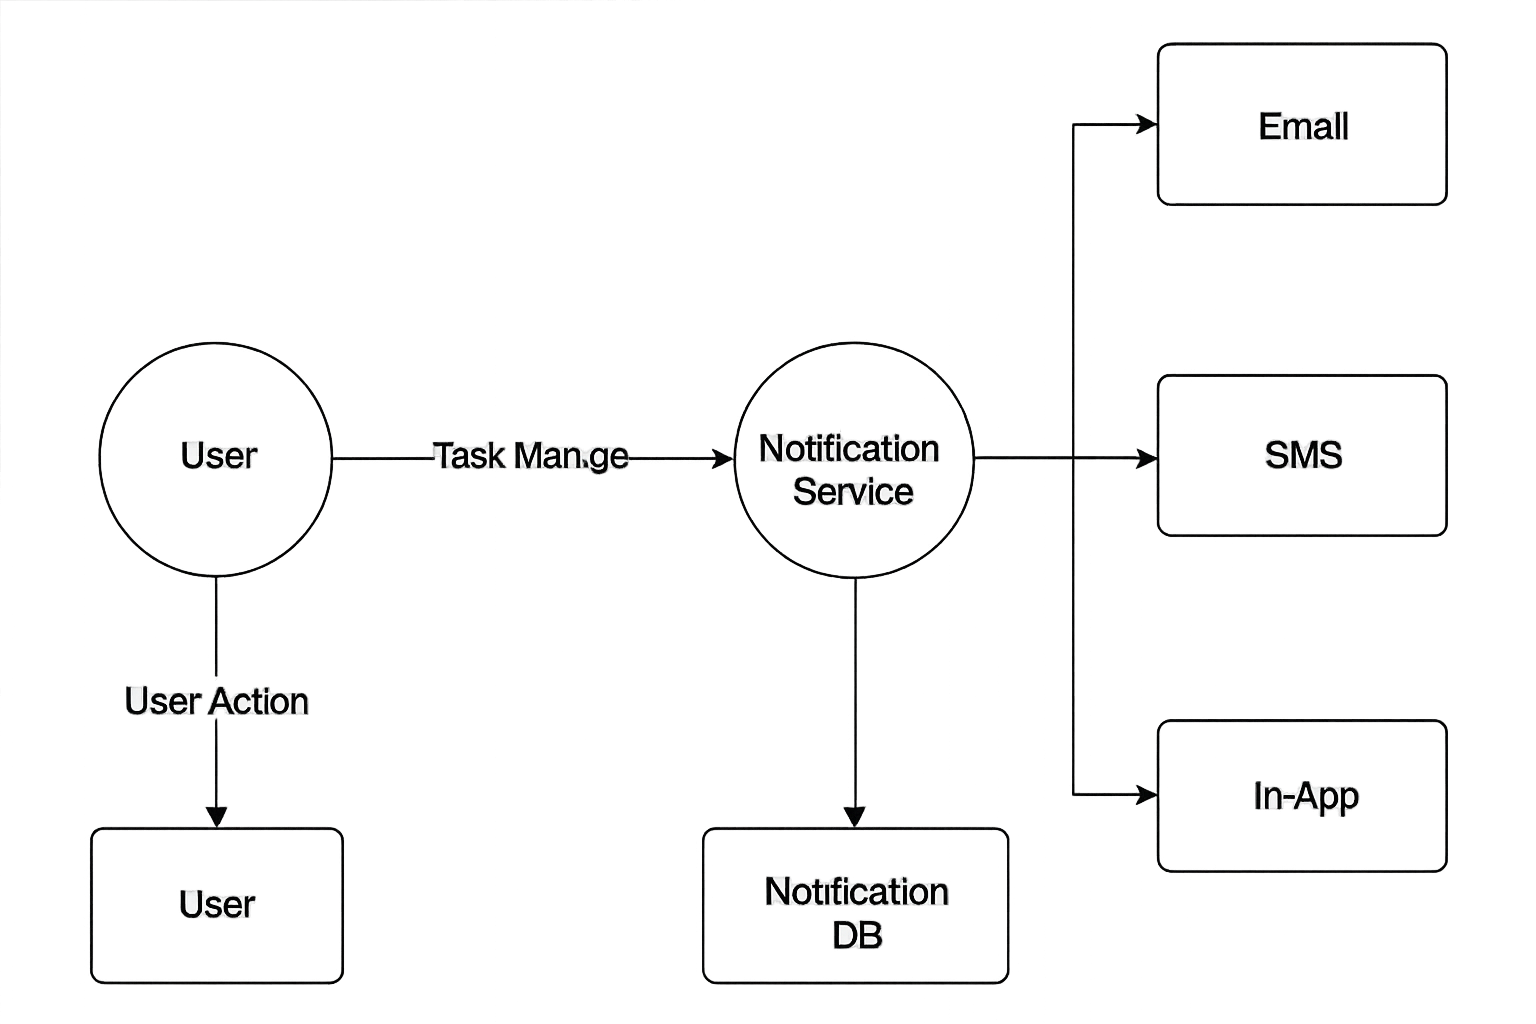 Emall
User
Task Man.ge
Notification
Service
SMS
User Action
In-App
User
Notification
DB